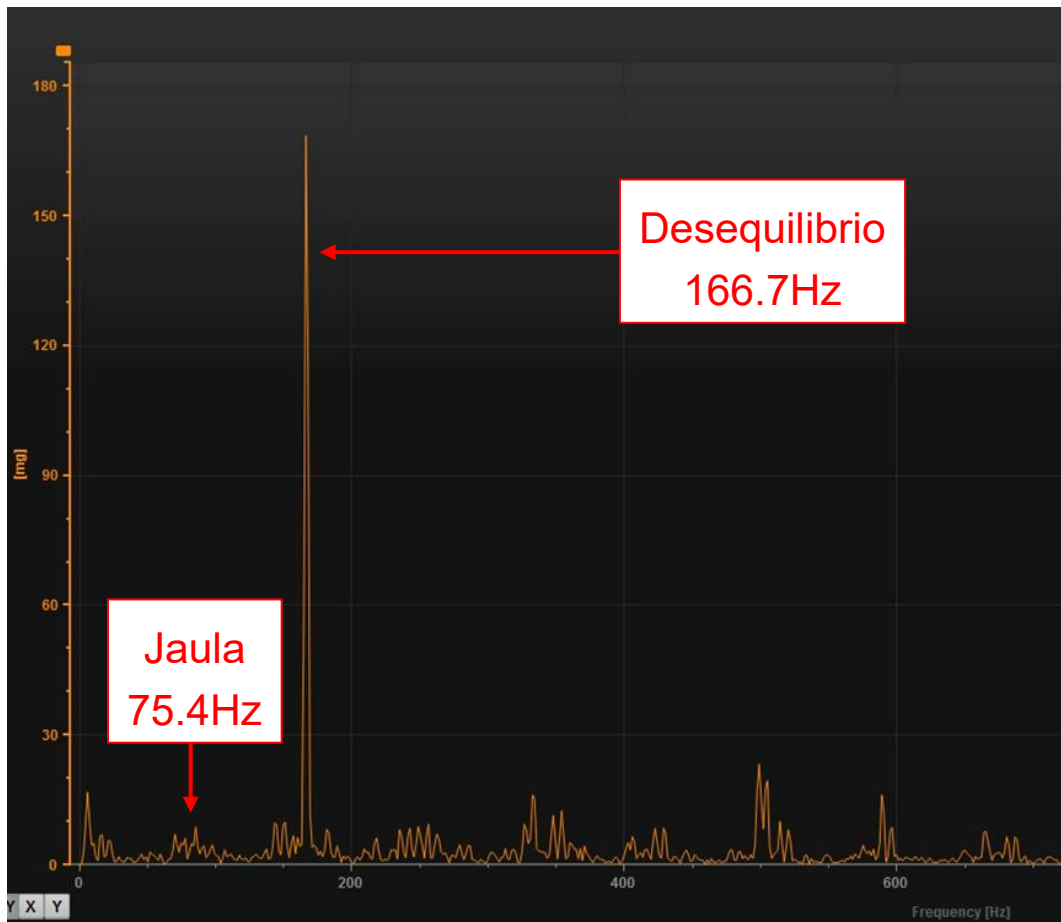 180
150
120
[mg]
90
60
30
0
Desequilibrio
166.7Hz
Jaula
75.4Hz
0
200
400
600
Frequency [Hz]
Y
X
Y